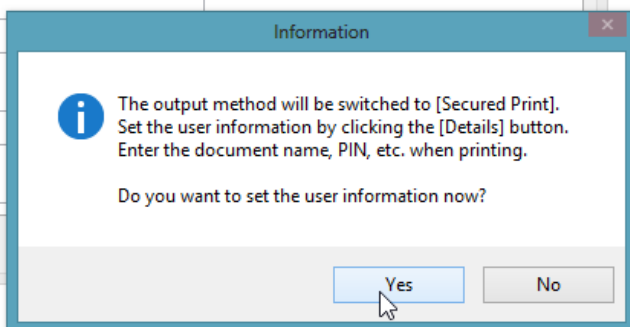 Information
The output method will be switched to [Secured Print].
Set the user information by clicking the [Details] button.
Enter the document name, PIN, etc. when printing.
Do you want to set the user information now?
Yes
No